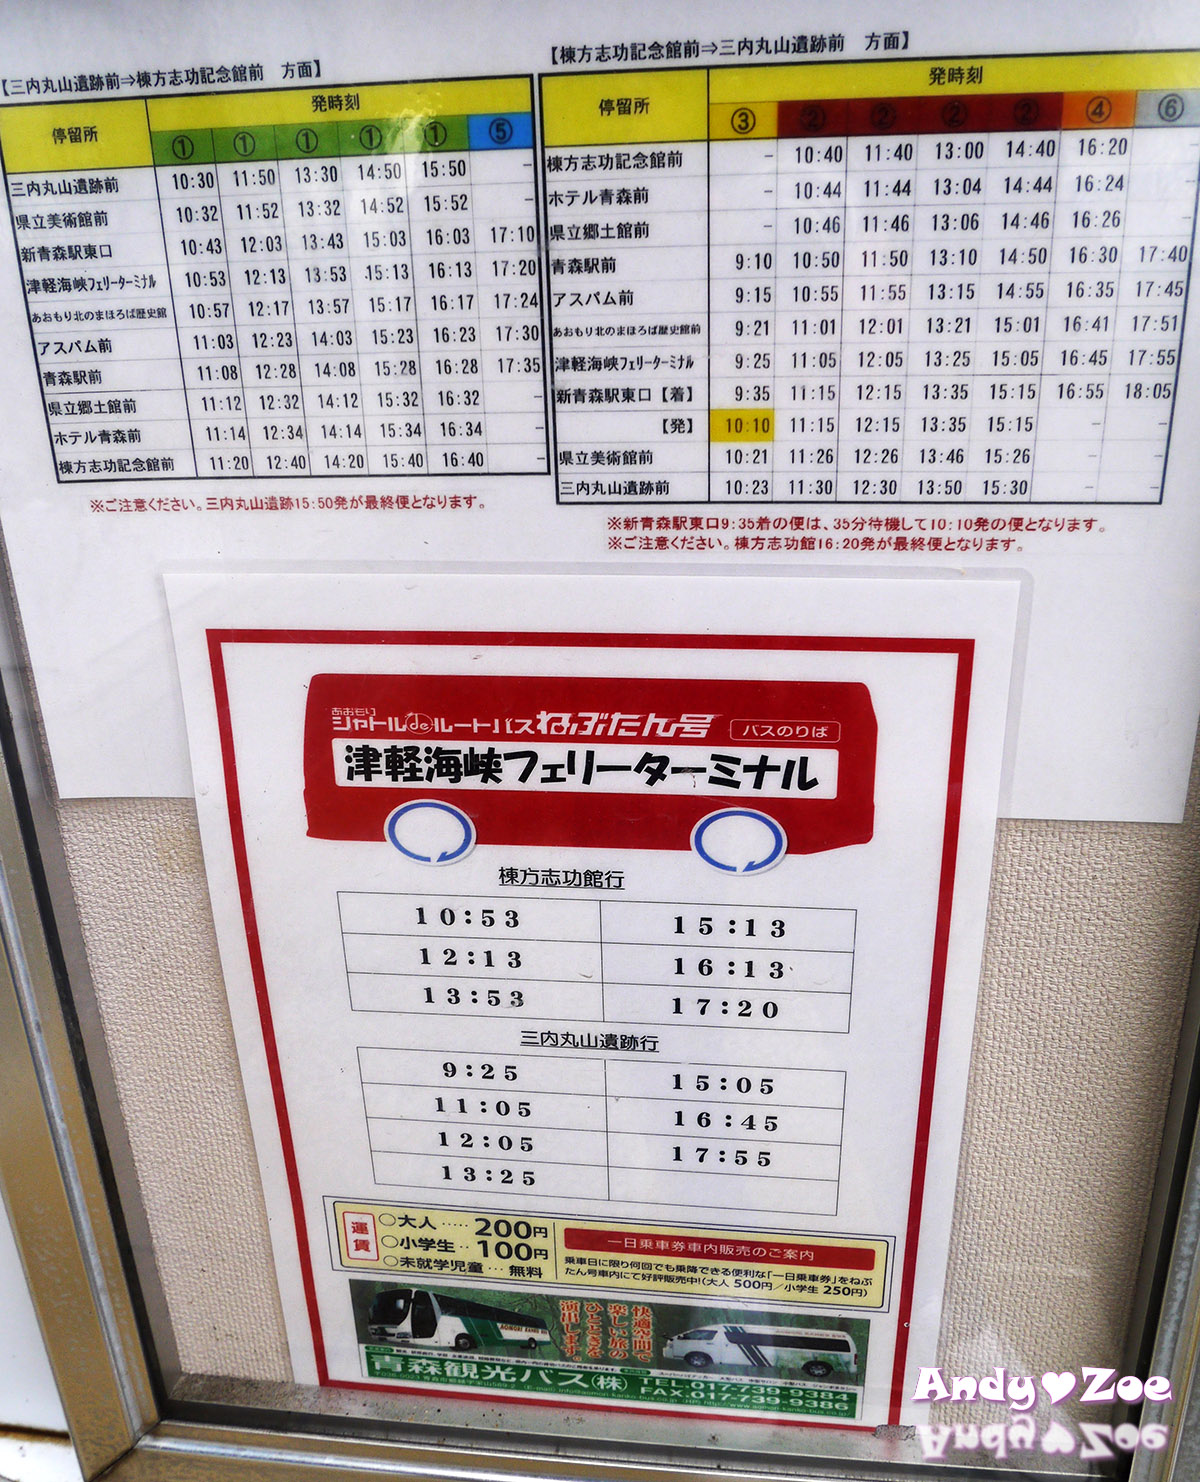 【三内丸山遺跡前⇒棟方志功記念館前　方面】
停留所 発時刻
① ① ① ① ① ⑤
三内丸山遺跡前 10:30 11:50 13:30 14:50 15:50 –
県立美術館前 10:32 11:52 13:32 14:52 15:52 –
新青森駅東口 10:43 12:03 13:43 15:03 16:03 17:10
津軽海峡フェリーターミナル 10:53 12:13 13:53 15:13 16:13 17:20
あおもり北のまほろば歴史館 10:57 12:17 13:57 15:17 16:17 17:24
アスパム前 11:03 12:23 14:03 15:23 16:23 17:30
青森駅前 11:08 12:28 14:08 15:28 16:28 17:35
県立郷土館前 11:12 12:32 14:12 15:32 16:32 –
ホテル青森前 11:14 12:34 14:14 15:34 16:34 –
棟方志功記念館前 11:20 12:40 14:20 15:40 16:40 –
※ご注意ください。三内丸山遺跡15:50発が最終便となります。
【棟方志功記念館前⇒三内丸山遺跡前　方面】
停留所 発時刻
③ ② ② ② ② ④ ⑥
棟方志功記念館前 – 10:40 11:40 13:00 14:40 16:20 –
ホテル青森前 – 10:44 11:44 13:04 14:44 16:24 –
県立郷土館前 – 10:46 11:46 13:06 14:46 16:26 –
青森駅前 9:10 10:50 11:50 13:10 14:50 16:30 17:40
アスパム前 9:15 10:55 11:55 13:15 14:55 16:35 17:45
あおもり北のまほろば歴史館前 9:21 11:01 12:01 13:21 15:01 16:41 17:51
津軽海峡フェリーターミナル 9:25 11:05 12:05 13:25 15:05 16:45 17:55
新青森駅東口【着】 9:35 11:15 12:15 13:35 15:15 16:55 18:05
【発】 10:10 11:15 12:15 13:35 15:15 – –
県立美術館前 10:21 11:26 12:26 13:46 15:26 – –
三内丸山遺跡前 10:23 11:30 12:30 13:50 15:30 – –
※新青森駅東口9:35着の便は、35分待機して10:10発の便となります。
※ご注意ください。棟方志功館16:20発が最終便となります。
あおもり
シャトルdeルートバス ねぶたん号 バスのりば
津軽海峡フェリーターミナル
棟方志功館行
10:53 15:13
12:13 16:13
13:53 17:20
三内丸山遺跡行
9:25 15:05
11:05 16:45
12:05 17:55
13:25
運賃
○大人 ····· 200円
○小学生 ·· 100円
○未就学児童 ··· 無料
一日乗車券車内販売のご案内
乗車日に限り何回でも乗降できる便利な「一日乗車券」をねぶ
たん号車内にて好評販売中!(大人 500円／小学生 250円)
快適空間で
楽しい旅の
ひとときを
演出します。
AOMORI KANKO BUS
青森観光バス(株)
TEL.017-739-9384
FAX.017-739-9386
Andy♥Zoe